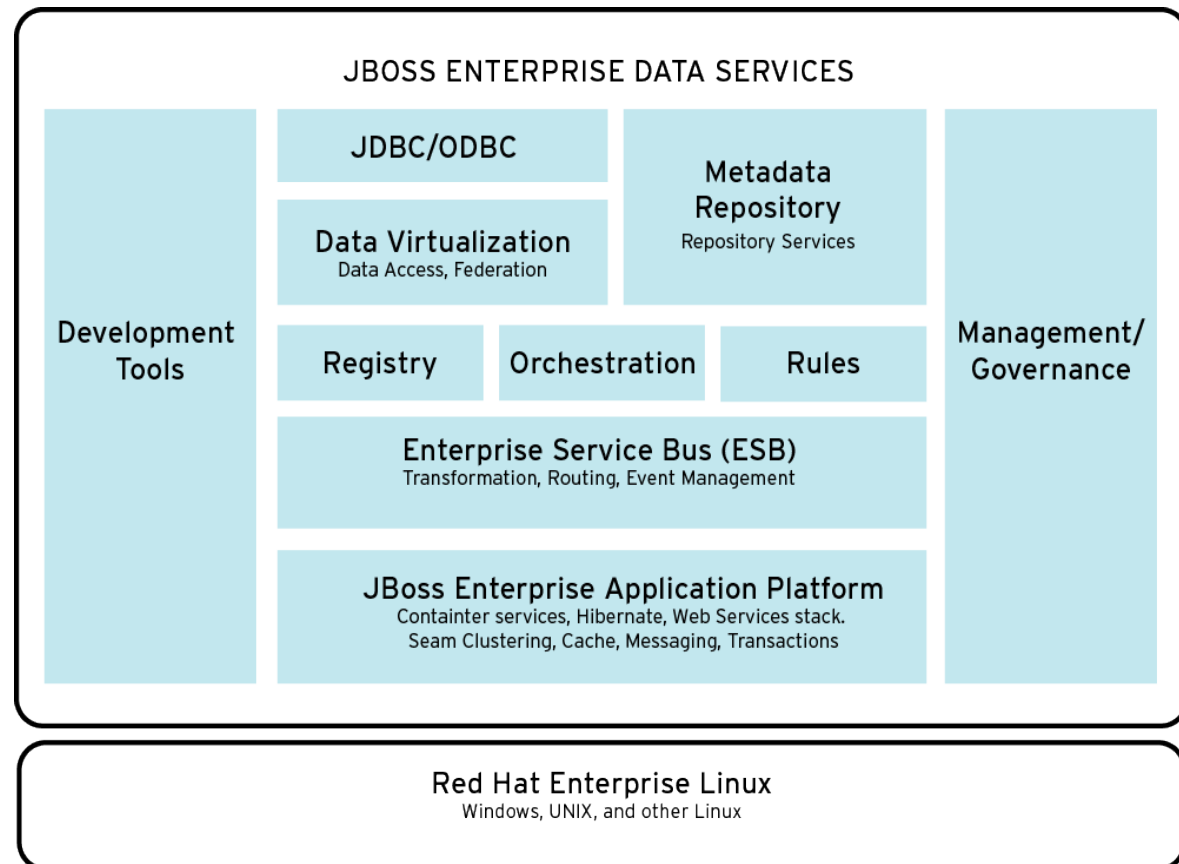 JBOSS ENTERPRISE DATA SERVICES
Development
Tools
JDBC/ODBC
Data Virtualization
Data Access, Federation
Metadata
Repository
Repository Services
Registry
Orchestration
Rules
Enterprise Service Bus (ESB)
Transformation, Routing, Event Management
JBoss Enterprise Application Platform
Containter services, Hibernate, Web Services stack.
Seam Clustering, Cache, Messaging, Transactions
Management/
Governance
Red Hat Enterprise Linux
Windows, UNIX, and other Linux